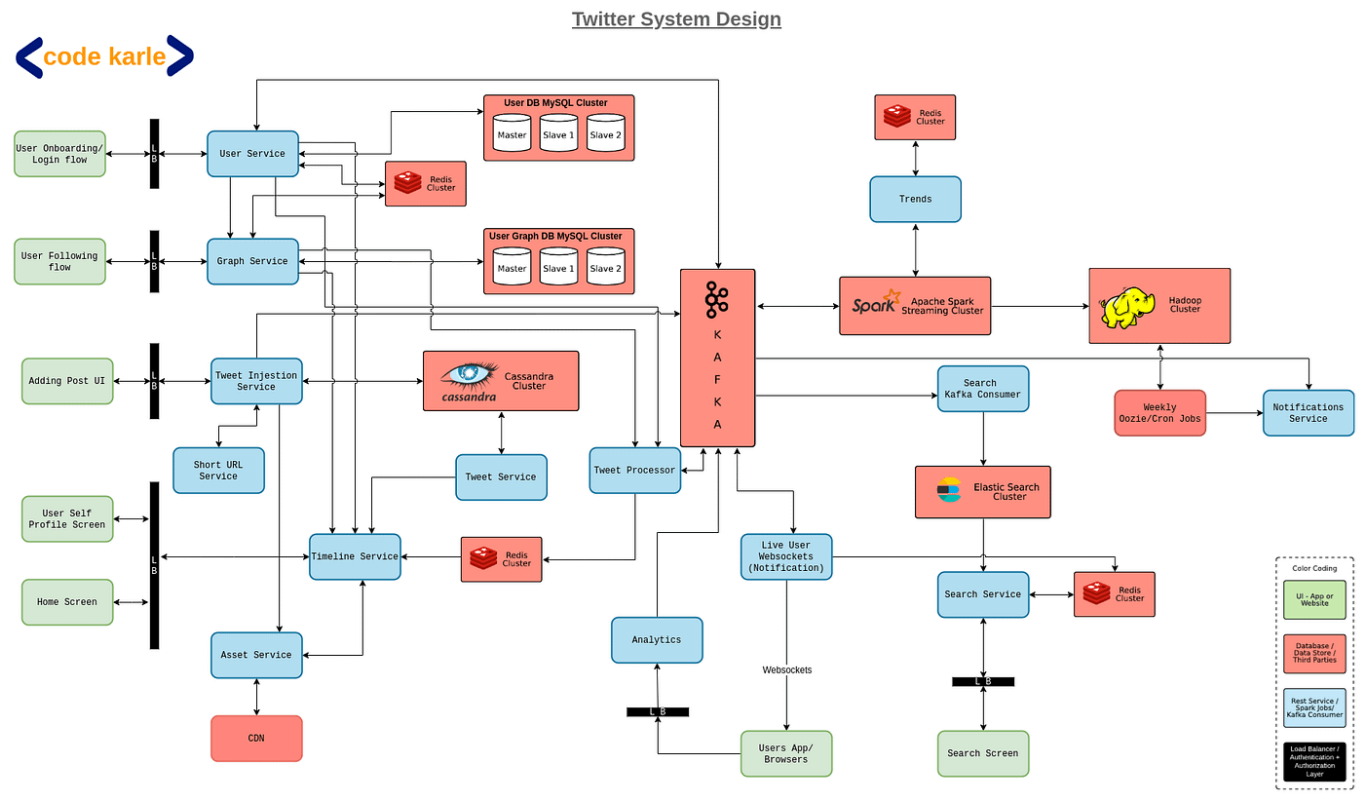 Twitter System Design
code karle
User Onboarding/
Login flow
L
B
User Service
User DB MySQL Cluster
Master
Slave 1
Slave 2
Redis
Cluster
User Following
flow
L
B
Graph Service
User Graph DB MySQL Cluster
Master
Slave 1
Slave 2
Adding Post UI
L
B
Tweet Injection
Service
cassandra
Cassandra
Cluster
Short URL
Service
Tweet Service
Tweet Processor
User Self
Profile Screen
Home Screen
L
B
Timeline Service
Redis
Cluster
Asset Service
CDN
K
A
F
K
A
Redis
Cluster
Trends
Spark
Apache Spark
Streaming Cluster
Hadoop
Cluster
Search
Kafka Consumer
Weekly
Oozie/Cron Jobs
Notifications
Service
Elastic Search
Cluster
Live User
Websockets
(Notification)
Search Service
Redis
Cluster
Analytics
Websockets
L B
L B
Users App/
Browsers
Search Screen
Color Coding
UI - App or
Website
Database /
Data Store /
Third Parties
Rest Service /
Spark Jobs/
Kafka Consumer
Load Balancer /
Authentication +
Authorization
Layer